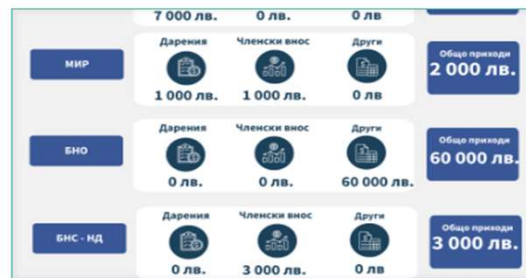 7 000 лв. 0 лв. 0 лв
МИР
Дарения Членски внос Други
1 000 лв. 1 000 лв. 0 лв
Общо приходи
2 000 лв.
БНО
Дарения Членски внос Други
0 лв. 0 лв. 60 000 лв.
Общо приходи
60 000 лв.
БНС - НД
Дарения Членски внос Други
0 лв. 3 000 лв. 0 лв
Общо приходи
3 000 лв.